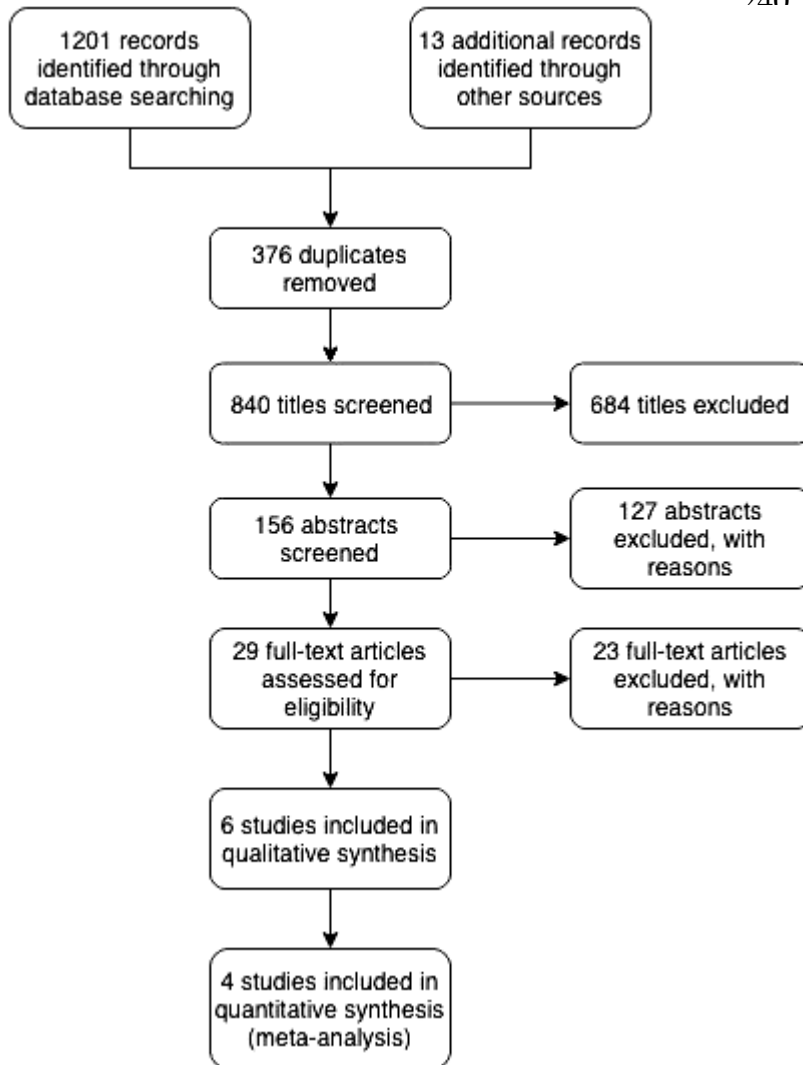 1201 records
identified through
database searching
13 additional records
identified through
other sources
376 duplicates
removed
840 titles screened
684 titles excluded
156 abstracts
screened
127 abstracts
excluded, with
reasons
29 full-text articles
assessed for
eligibility
23 full-text articles
excluded, with
reasons
6 studies included in
qualitative synthesis
4 studies included in
quantitative synthesis
(meta-analysis)